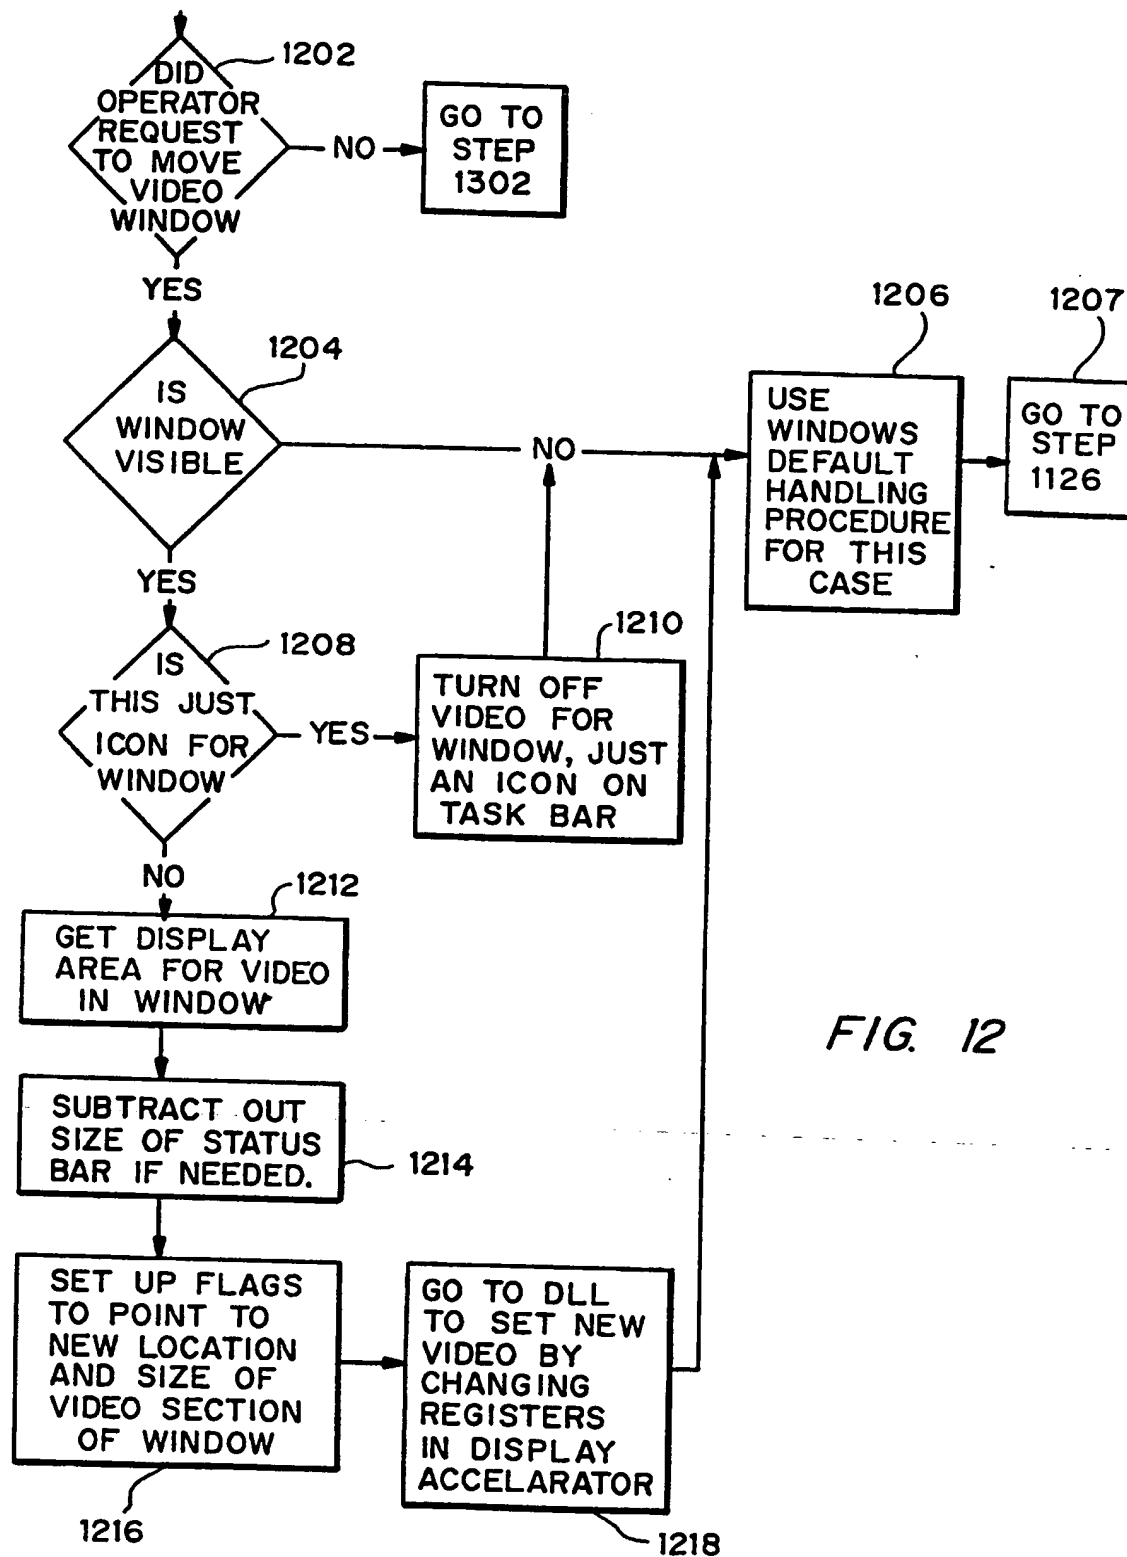 1202
DID
OPERATOR
REQUEST
TO MOVE
VIDEO
WINDOW
NO
GO TO
STEP
1302
YES
1204
IS
WINDOW
VISIBLE
NO
1206
USE
WINDOWS
DEFAULT
HANDLING
PROCEDURE
FOR THIS
CASE
1207
GO TO
STEP
1126
YES
1208
IS
THIS JUST
ICON FOR
WINDOW
YES
1210
TURN OFF
VIDEO FOR
WINDOW, JUST
AN ICON ON
TASK BAR
NO
1212
GET DISPLAY
AREA FOR VIDEO
IN WINDOW
FIG. 12
SUBTRACT OUT
SIZE OF STATUS
BAR IF NEEDED.
1214
SET UP FLAGS
TO POINT TO
NEW LOCATION
AND SIZE OF
VIDEO SECTION
OF WINDOW
1216
GO TO DLL
TO SET NEW
VIDEO BY
CHANGING
REGISTERS
IN DISPLAY
ACCELARATOR
1218